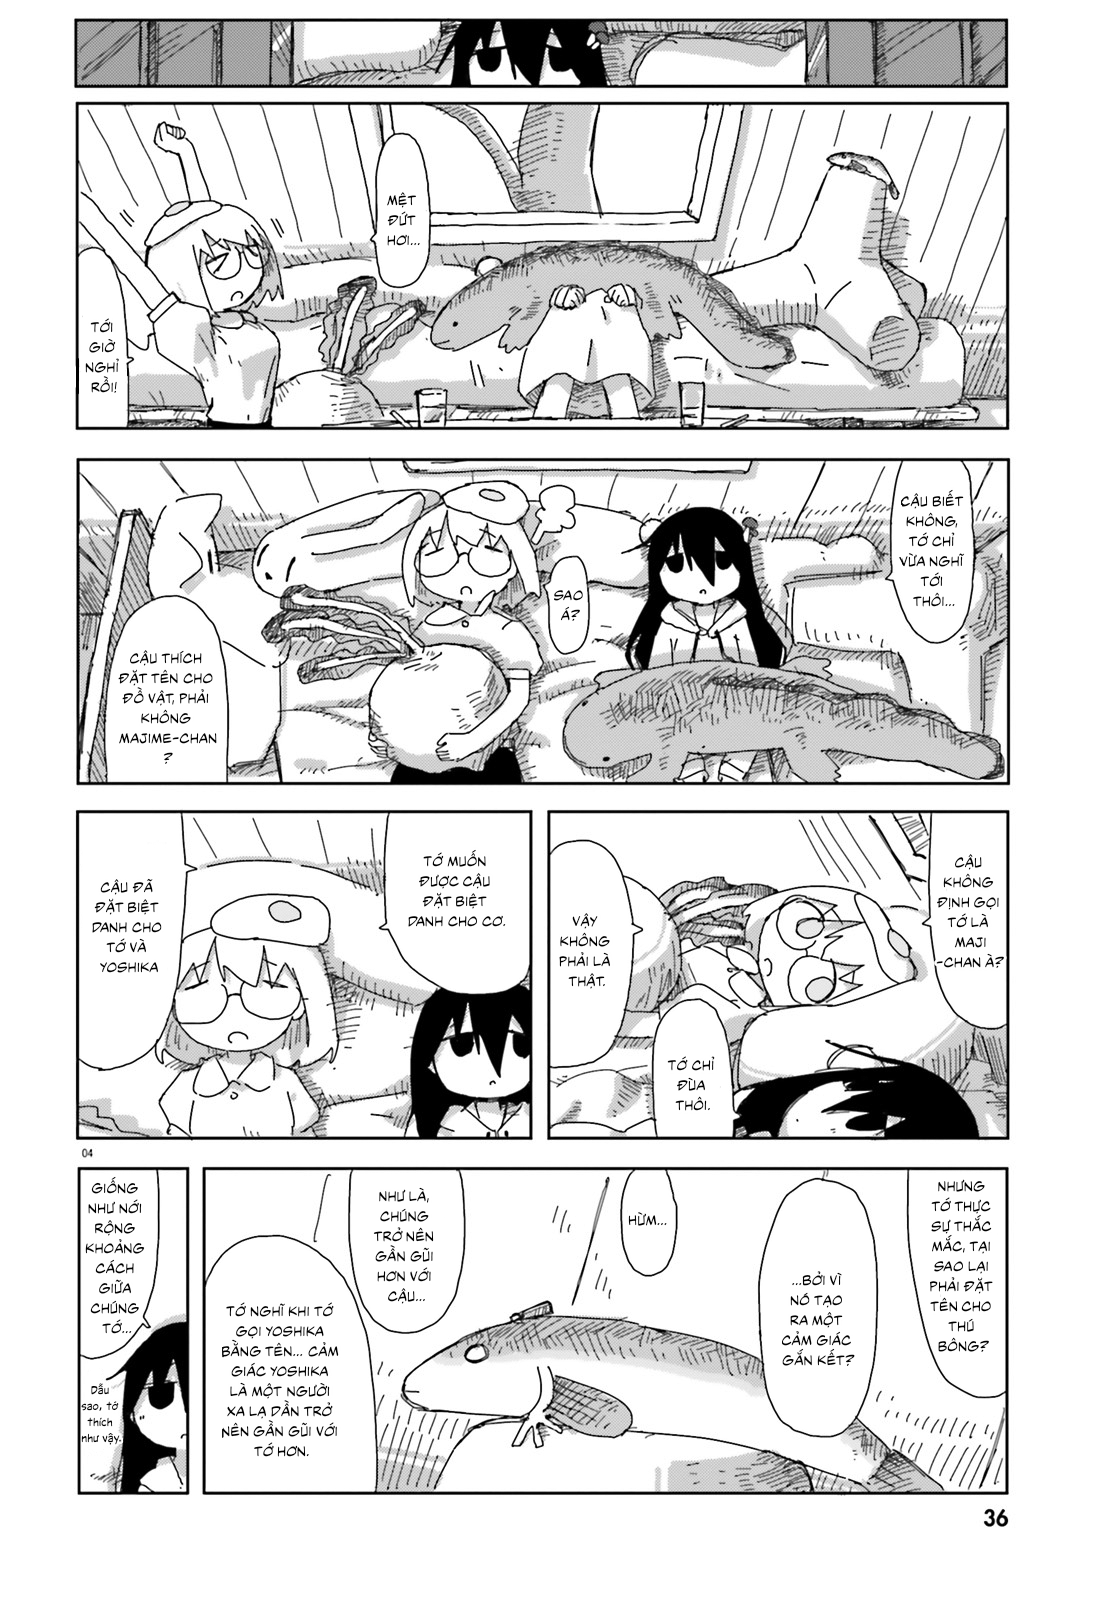 MỆT
ĐỨT
HƠI...
TỚI
GIỜ
NGHỈ
RỒI!
CẬU BIẾT
KHÔNG,
TỚ CHỈ
VỪA NGHĨ
TỚI
THÔI...
SAO
Á?
CẬU THÍCH
ĐẶT TÊN CHO
ĐỒ VẬT, PHẢI
KHÔNG
MAJIME-CHAN
?
CẬU
KHÔNG
ĐỊNH GỌI
TỚ LÀ
MAJI
-CHAN À?
VẬY
KHÔNG
PHẢI LÀ
THẬT.
TỚ CHỈ
ĐÙA
THÔI.
TỚ MUỐN
ĐƯỢC CẬU
ĐẶT BIỆT
DANH CHO CƠ.
CẬU ĐÃ
ĐẶT BIỆT
DANH CHO
TỚ VÀ
YOSHIKA
04
NHƯNG
TỚ THỰC
SỰ THẮC
MẮC, TẠI
SAO LẠI
PHẢI ĐẶT
TÊN CHO
THÚ
BÔNG?
...BỞI VÌ
NÓ TẠO
RA MỘT
CẢM GIÁC
GẮN KẾT?
HỪM...
NHƯ LÀ,
CHÚNG
TRỞ NÊN
GẦN GŨI
HƠN VỚI
CẬU...
TỚ NGHĨ KHI TỚ
GỌI YOSHIKA
BẰNG TÊN... CẢM
GIÁC YOSHIKA
LÀ MỘT NGƯỜI
XA LẠ DẦN TRỞ
NÊN GẦN GŨI VỚI
TỚ HƠN.
GIỐNG
NHƯ NỚI
RỘNG
KHOẢNG
CÁCH
GIỮA
CHÚNG
TỚ...
Dẫu
sao, tớ
thích
như vậy.
36